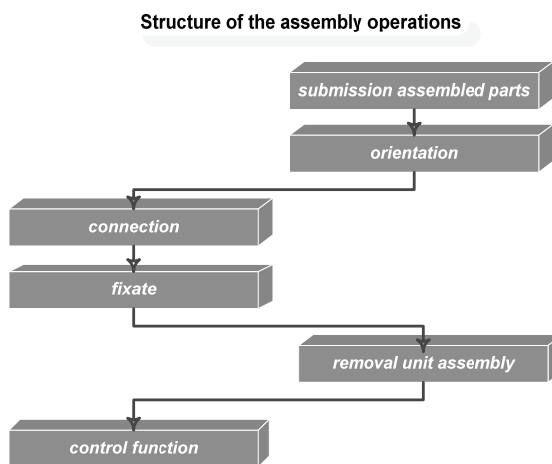 Structure of the assembly operations
submission assembled parts
orientation
connection
fixate
removal unit assembly
control function